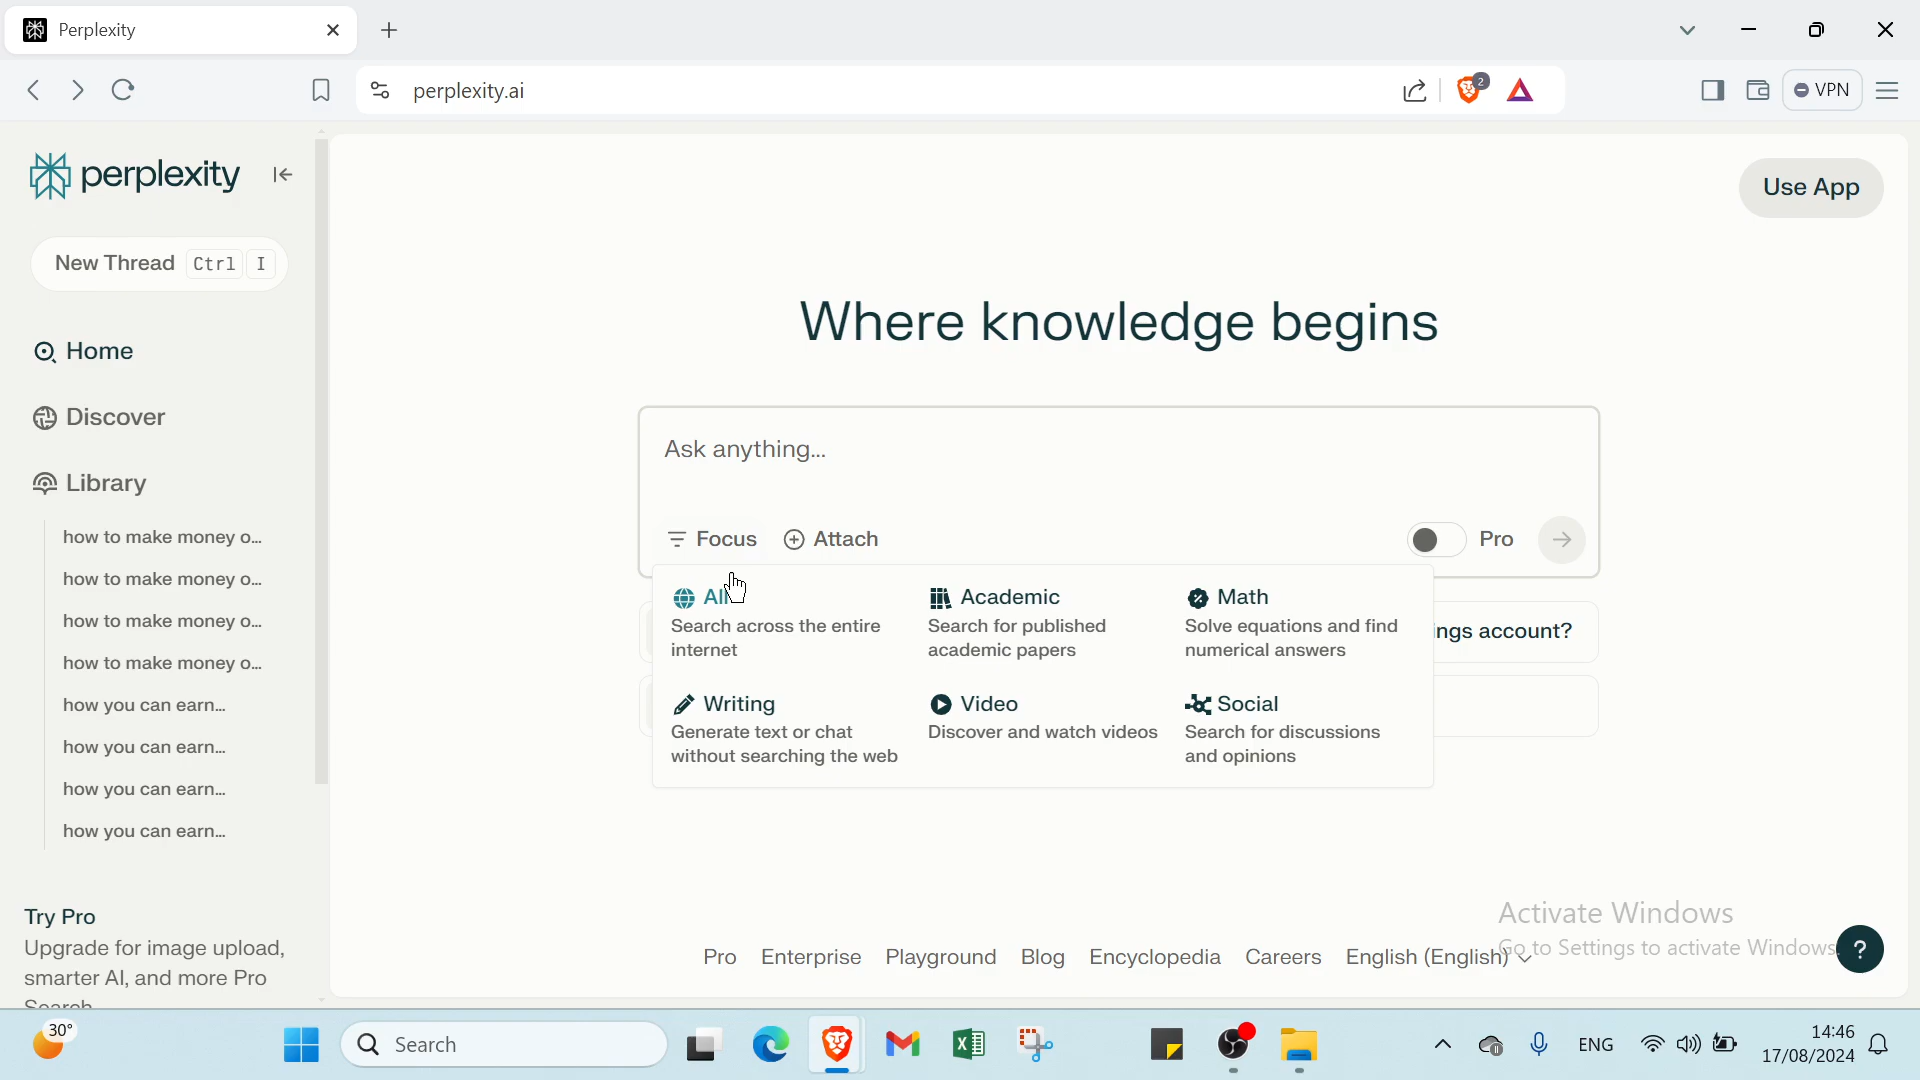 Perplexity
perplexity.ai
2
VPN
perplexity
Use App
New Thread Ctrl I
Where knowledge begins
Home
Discover
Ask anything...
Library
how to make money o...
how to make money o...
how to make money o...
how to make money o...
how you can earn...
how you can earn...
how you can earn...
how you can earn...
Focus Attach
Pro
All
Search across the entire
internet
Academic
Search for published
academic papers
Math
Solve equations and find
numerical answers
ings account?
Writing
Generate text or chat
without searching the web
Video
Discover and watch videos
Social
Search for discussions
and opinions
Try Pro
Upgrade for image upload,
smarter AI, and more Pro
Search
Activate Windows
Go to Settings to activate Windows.
Pro Enterprise Playground Blog Encyclopedia Careers English (English)
?
30°
Search
ENG
14:46
17/08/2024